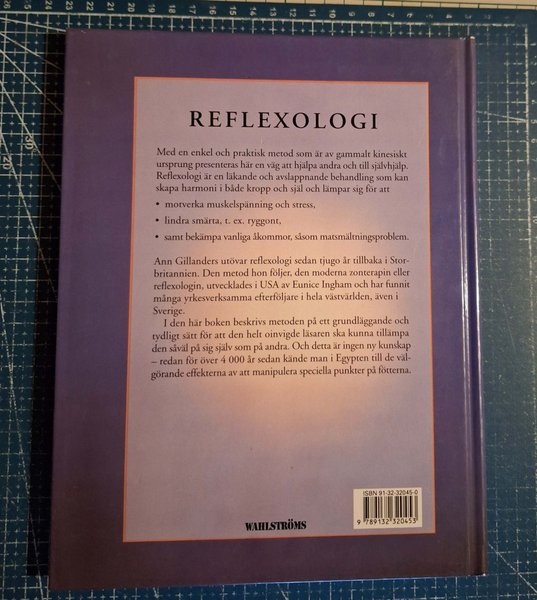 REFLEXOLOGI
Med en enkel och praktisk metod som är av gammalt kinesiskt
ursprung presenteras här en väg att hjälpa andra och till självhjälp.
Reflexologi är en läkande och avslappnande behandling som kan
skapa harmoni i både kropp och själ och lämpar sig för att
• motverka muskelspänning och stress,
• lindra smärta, t. ex. ryggont,
• samt bekämpa vanliga åkommor, såsom matsmältningsproblem.
Ann Gillanders utövar reflexologi sedan tjugo år tillbaka i Stor-
britannien. Den metod hon följer, den moderna zonterapin eller
reflexologin, utvecklades i USA av Eunice Ingham och har funnit
många yrkesverksamma efterföljare i hela västvärlden, även i
Sverige.
I den här boken beskrivs metoden på ett grundläggande och
tydligt sätt för att den helt oinvigde läsaren ska kunna tillämpa
den såväl på sig själv som på andra. Och detta är ingen ny kunskap
– redan för över 4 000 år sedan kände man i Egypten till de väl-
görande effekterna av att manipulera speciella punkter på fötterna.
ISBN 91-32-32045-0
9 789132 320453
WAHLSTRÖMS